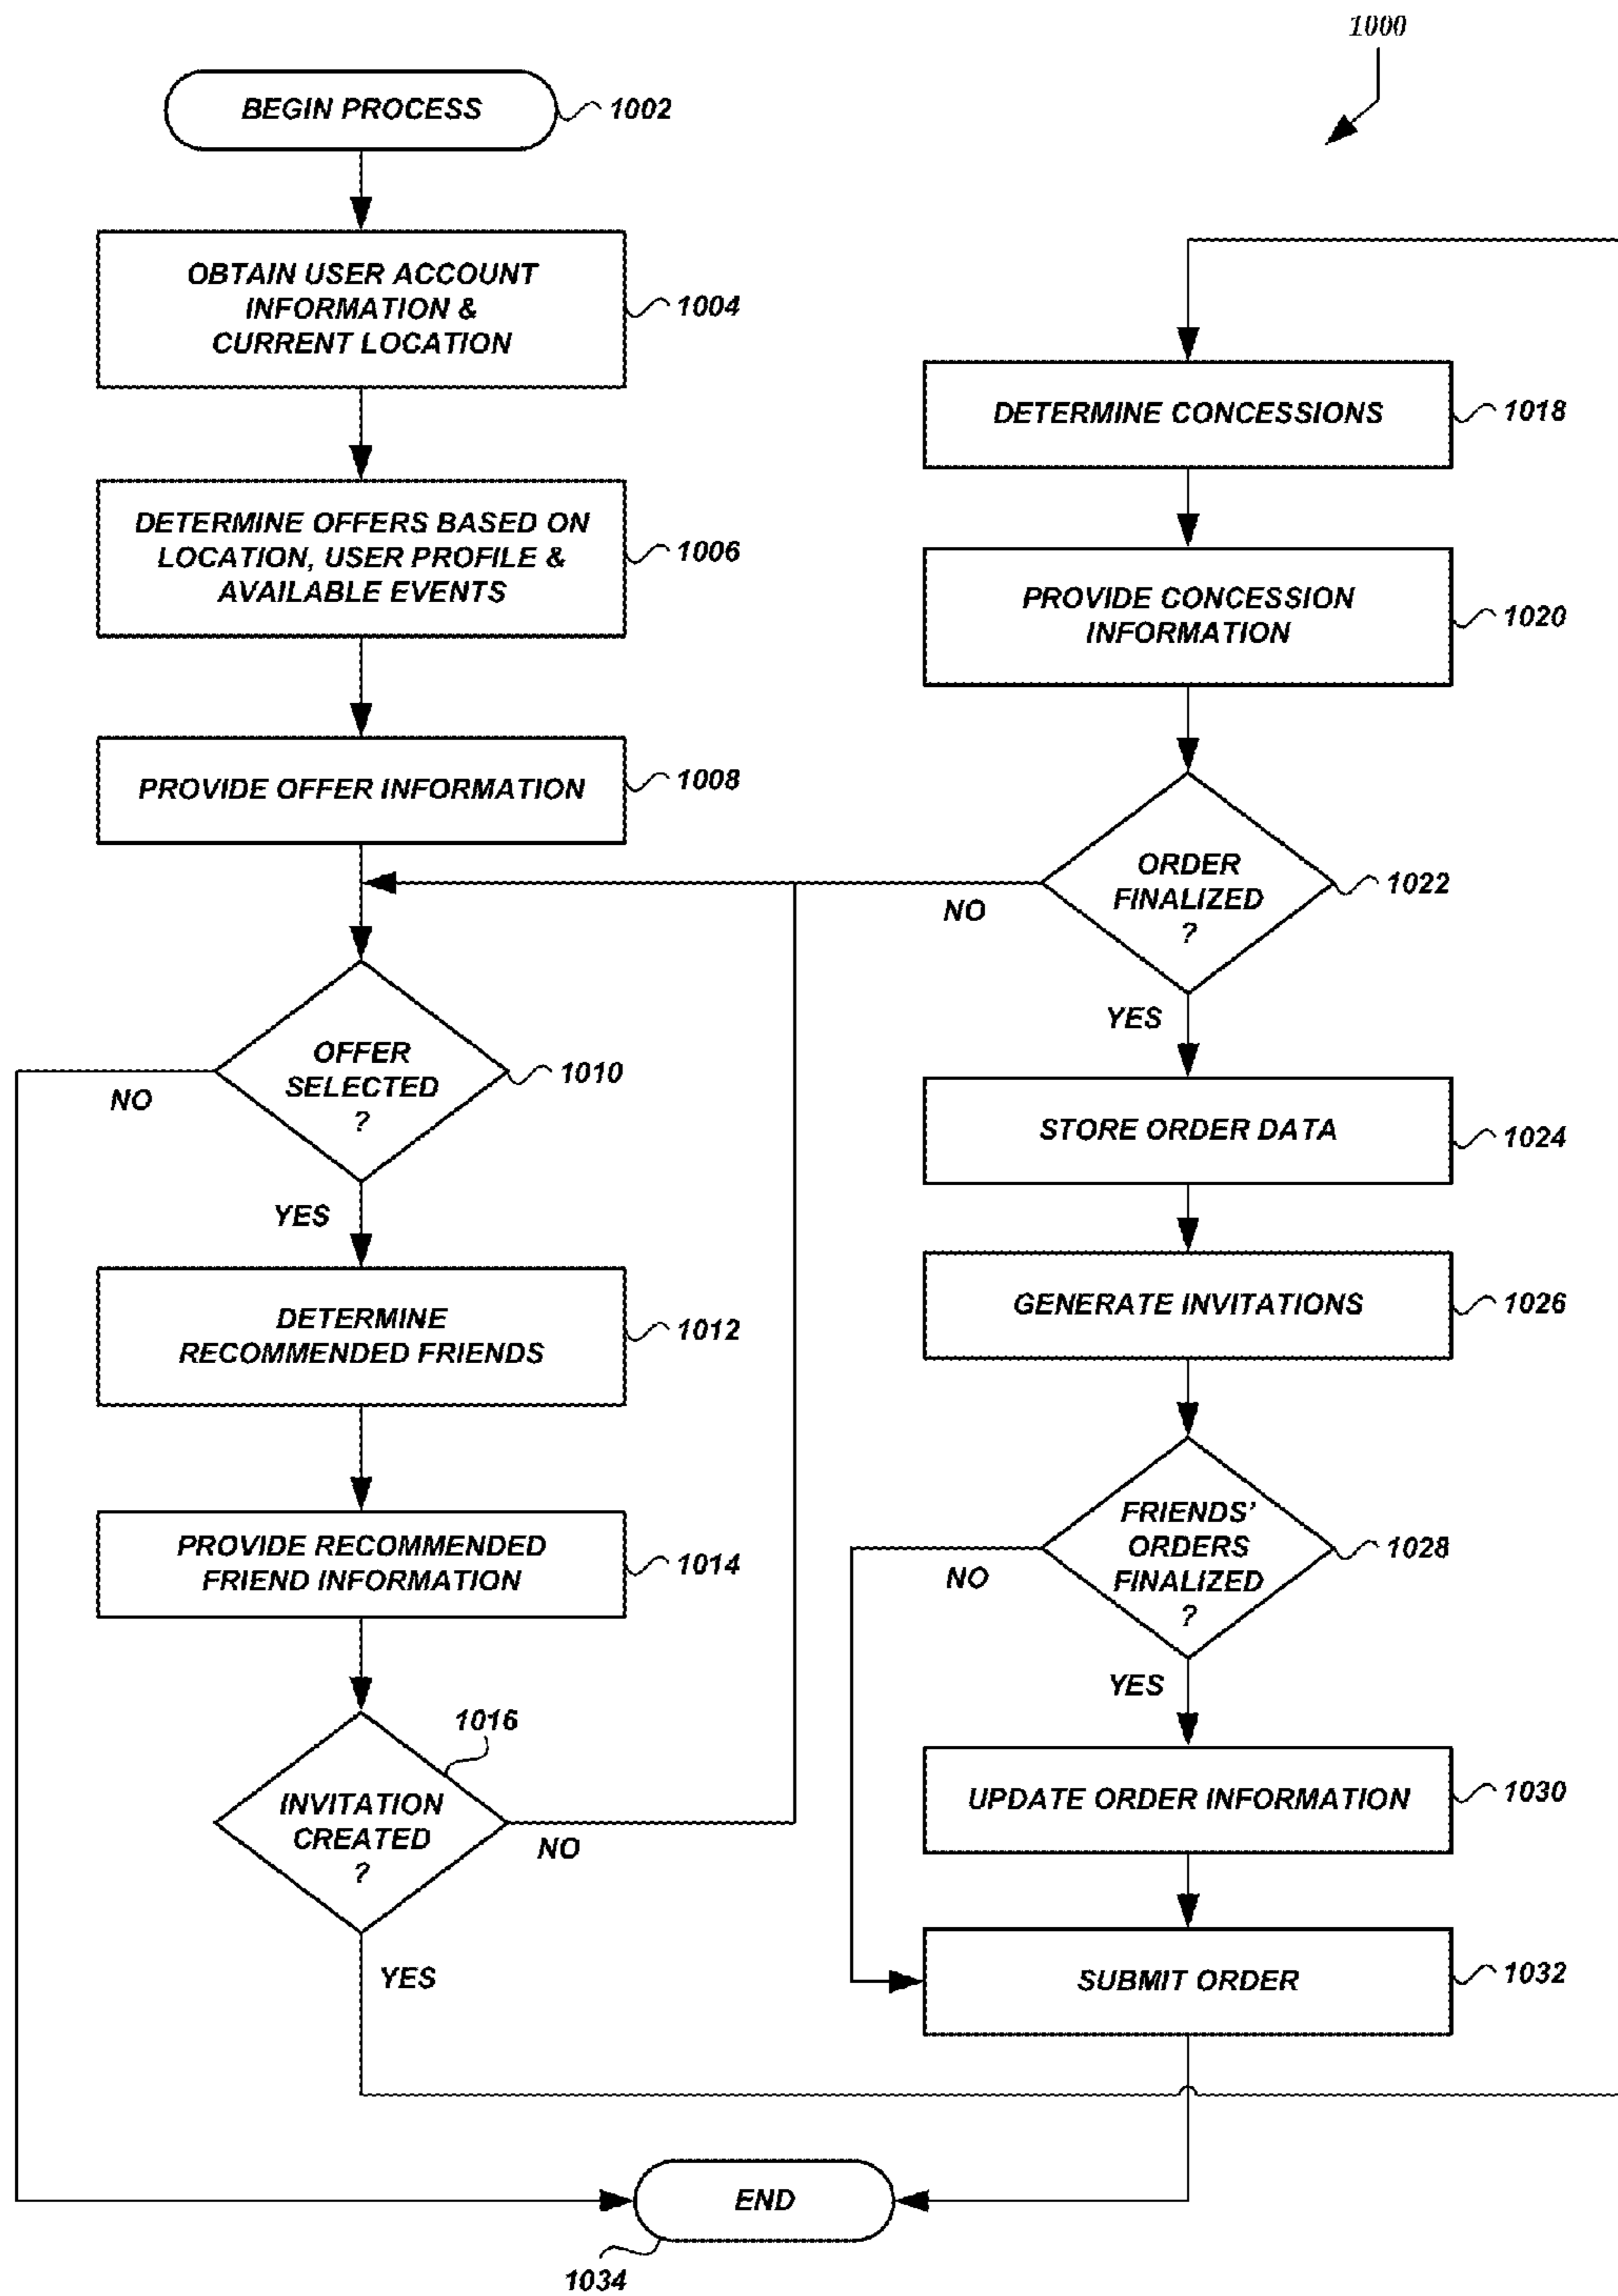 1000
BEGIN PROCESS
1002
OBTAIN USER ACCOUNT
INFORMATION &
CURRENT LOCATION
1004
DETERMINE OFFERS BASED ON
LOCATION, USER PROFILE &
AVAILABLE EVENTS
1006
PROVIDE OFFER INFORMATION
1008
OFFER
SELECTED
?
1010
NO
YES
DETERMINE
RECOMMENDED FRIENDS
1012
PROVIDE RECOMMENDED
FRIEND INFORMATION
1014
1016
INVITATION
CREATED
?
NO
YES
DETERMINE CONCESSIONS
1018
PROVIDE CONCESSION
INFORMATION
1020
ORDER
FINALIZED
?
1022
NO
YES
STORE ORDER DATA
1024
GENERATE INVITATIONS
1026
FRIENDS’
ORDERS
FINALIZED
?
1028
NO
YES
UPDATE ORDER INFORMATION
1030
SUBMIT ORDER
1032
END
1034